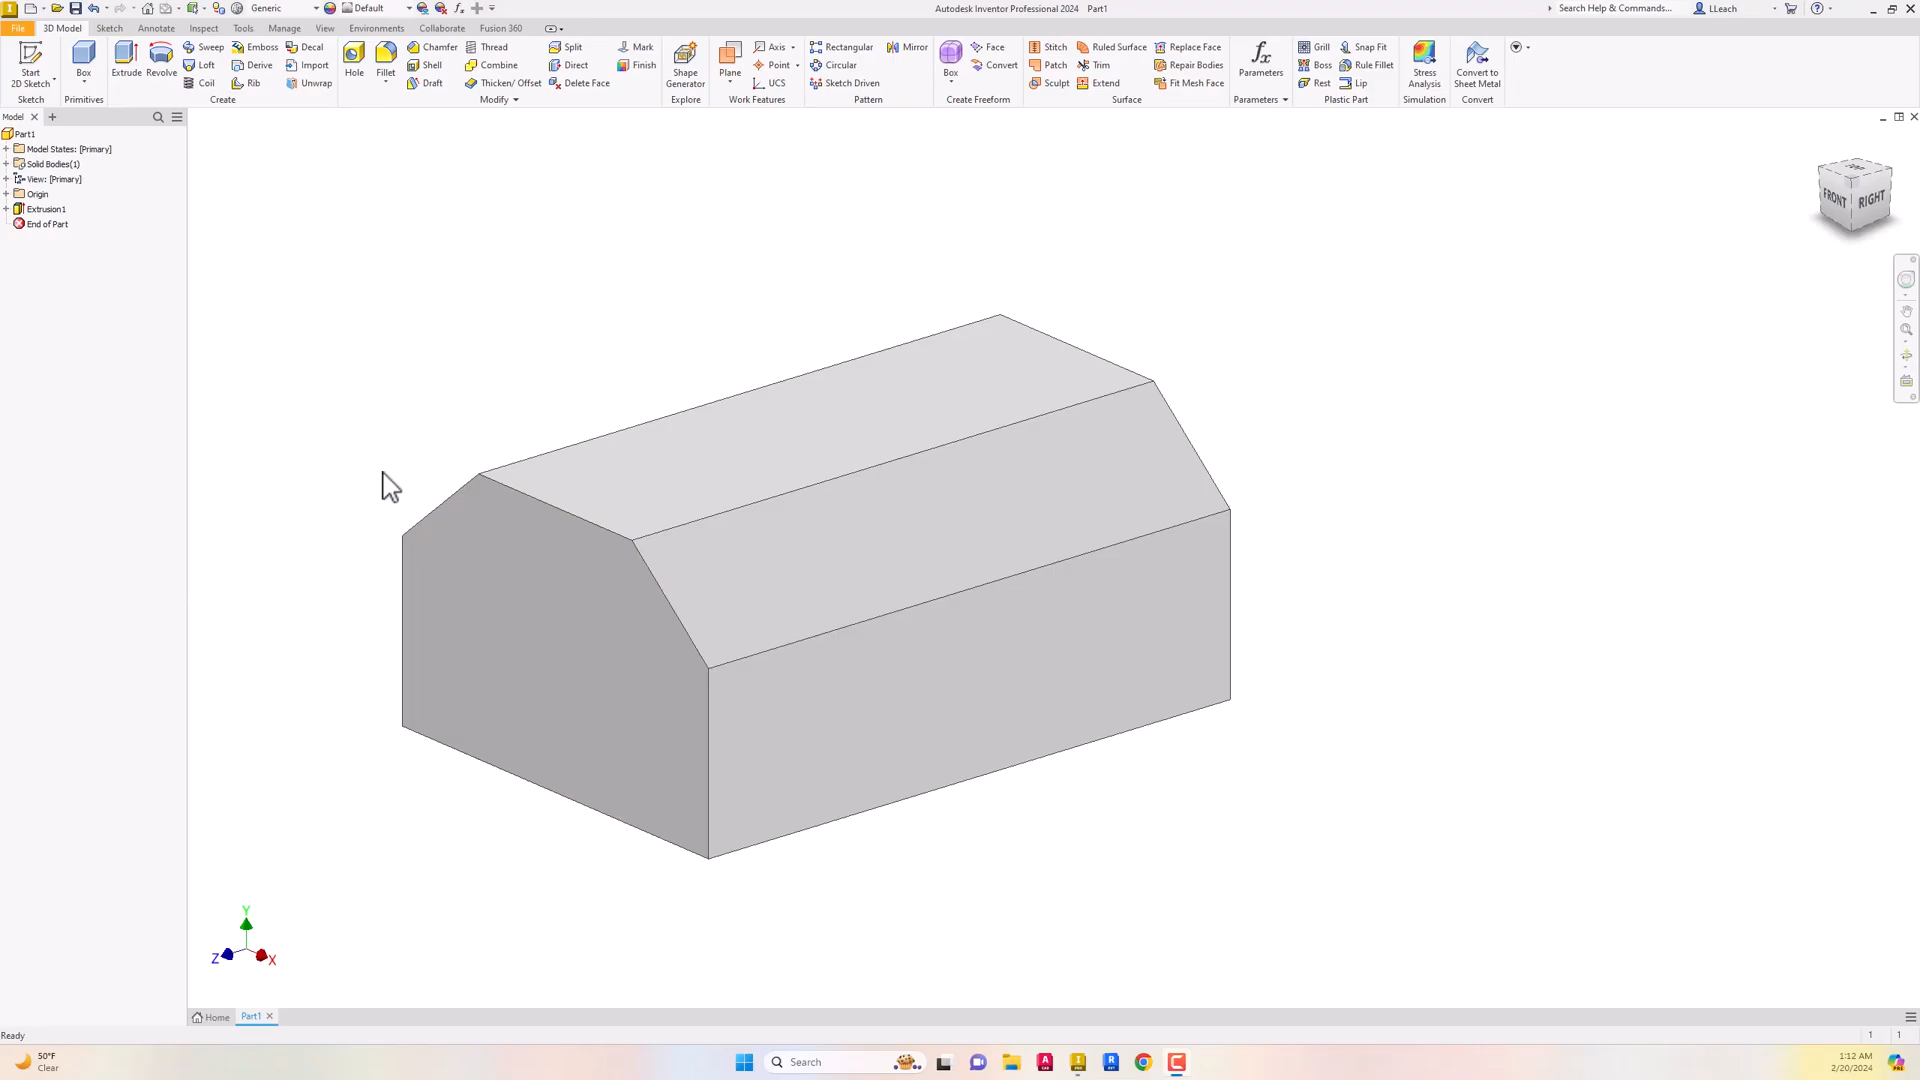 Generic Default Autodesk Inventor Professional 2024 Part1 Search Help & Commands... LLeach
File 3D Model Sketch Annotate Inspect Tools Manage View Environments Collaborate Fusion 360
Start 2D Sketch
Sketch
Box
Primitives
Extrude Revolve
Sweep Emboss Decal
Loft Derive Import
Coil Rib Unwrap
Create
Hole Fillet
Chamfer Thread Split Mark
Shell Combine Direct Finish
Draft Thicken/ Offset Delete Face
Modify
Shape Generator
Explore
Plane
Axis
Point
UCS
Work Features
Rectangular Mirror
Circular
Sketch Driven
Pattern
Box
Face
Convert
Create Freeform
Stitch Ruled Surface Replace Face
Patch Trim Repair Bodies
Sculpt Extend Fit Mesh Face
Surface
fx
Parameters
Parameters
Grill Snap Fit
Boss Rule Fillet
Rest Lip
Plastic Part
Stress Analysis
Simulation
Convert to Sheet Metal
Convert
Model
Part1
Model States: [Primary]
Solid Bodies(1)
View: [Primary]
Origin
Extrusion1
End of Part
TOP
FRONT RIGHT
Y
Z X
Home Part1
Ready 1 1
50°F
Clear
Search
1:12 AM
2/20/2024